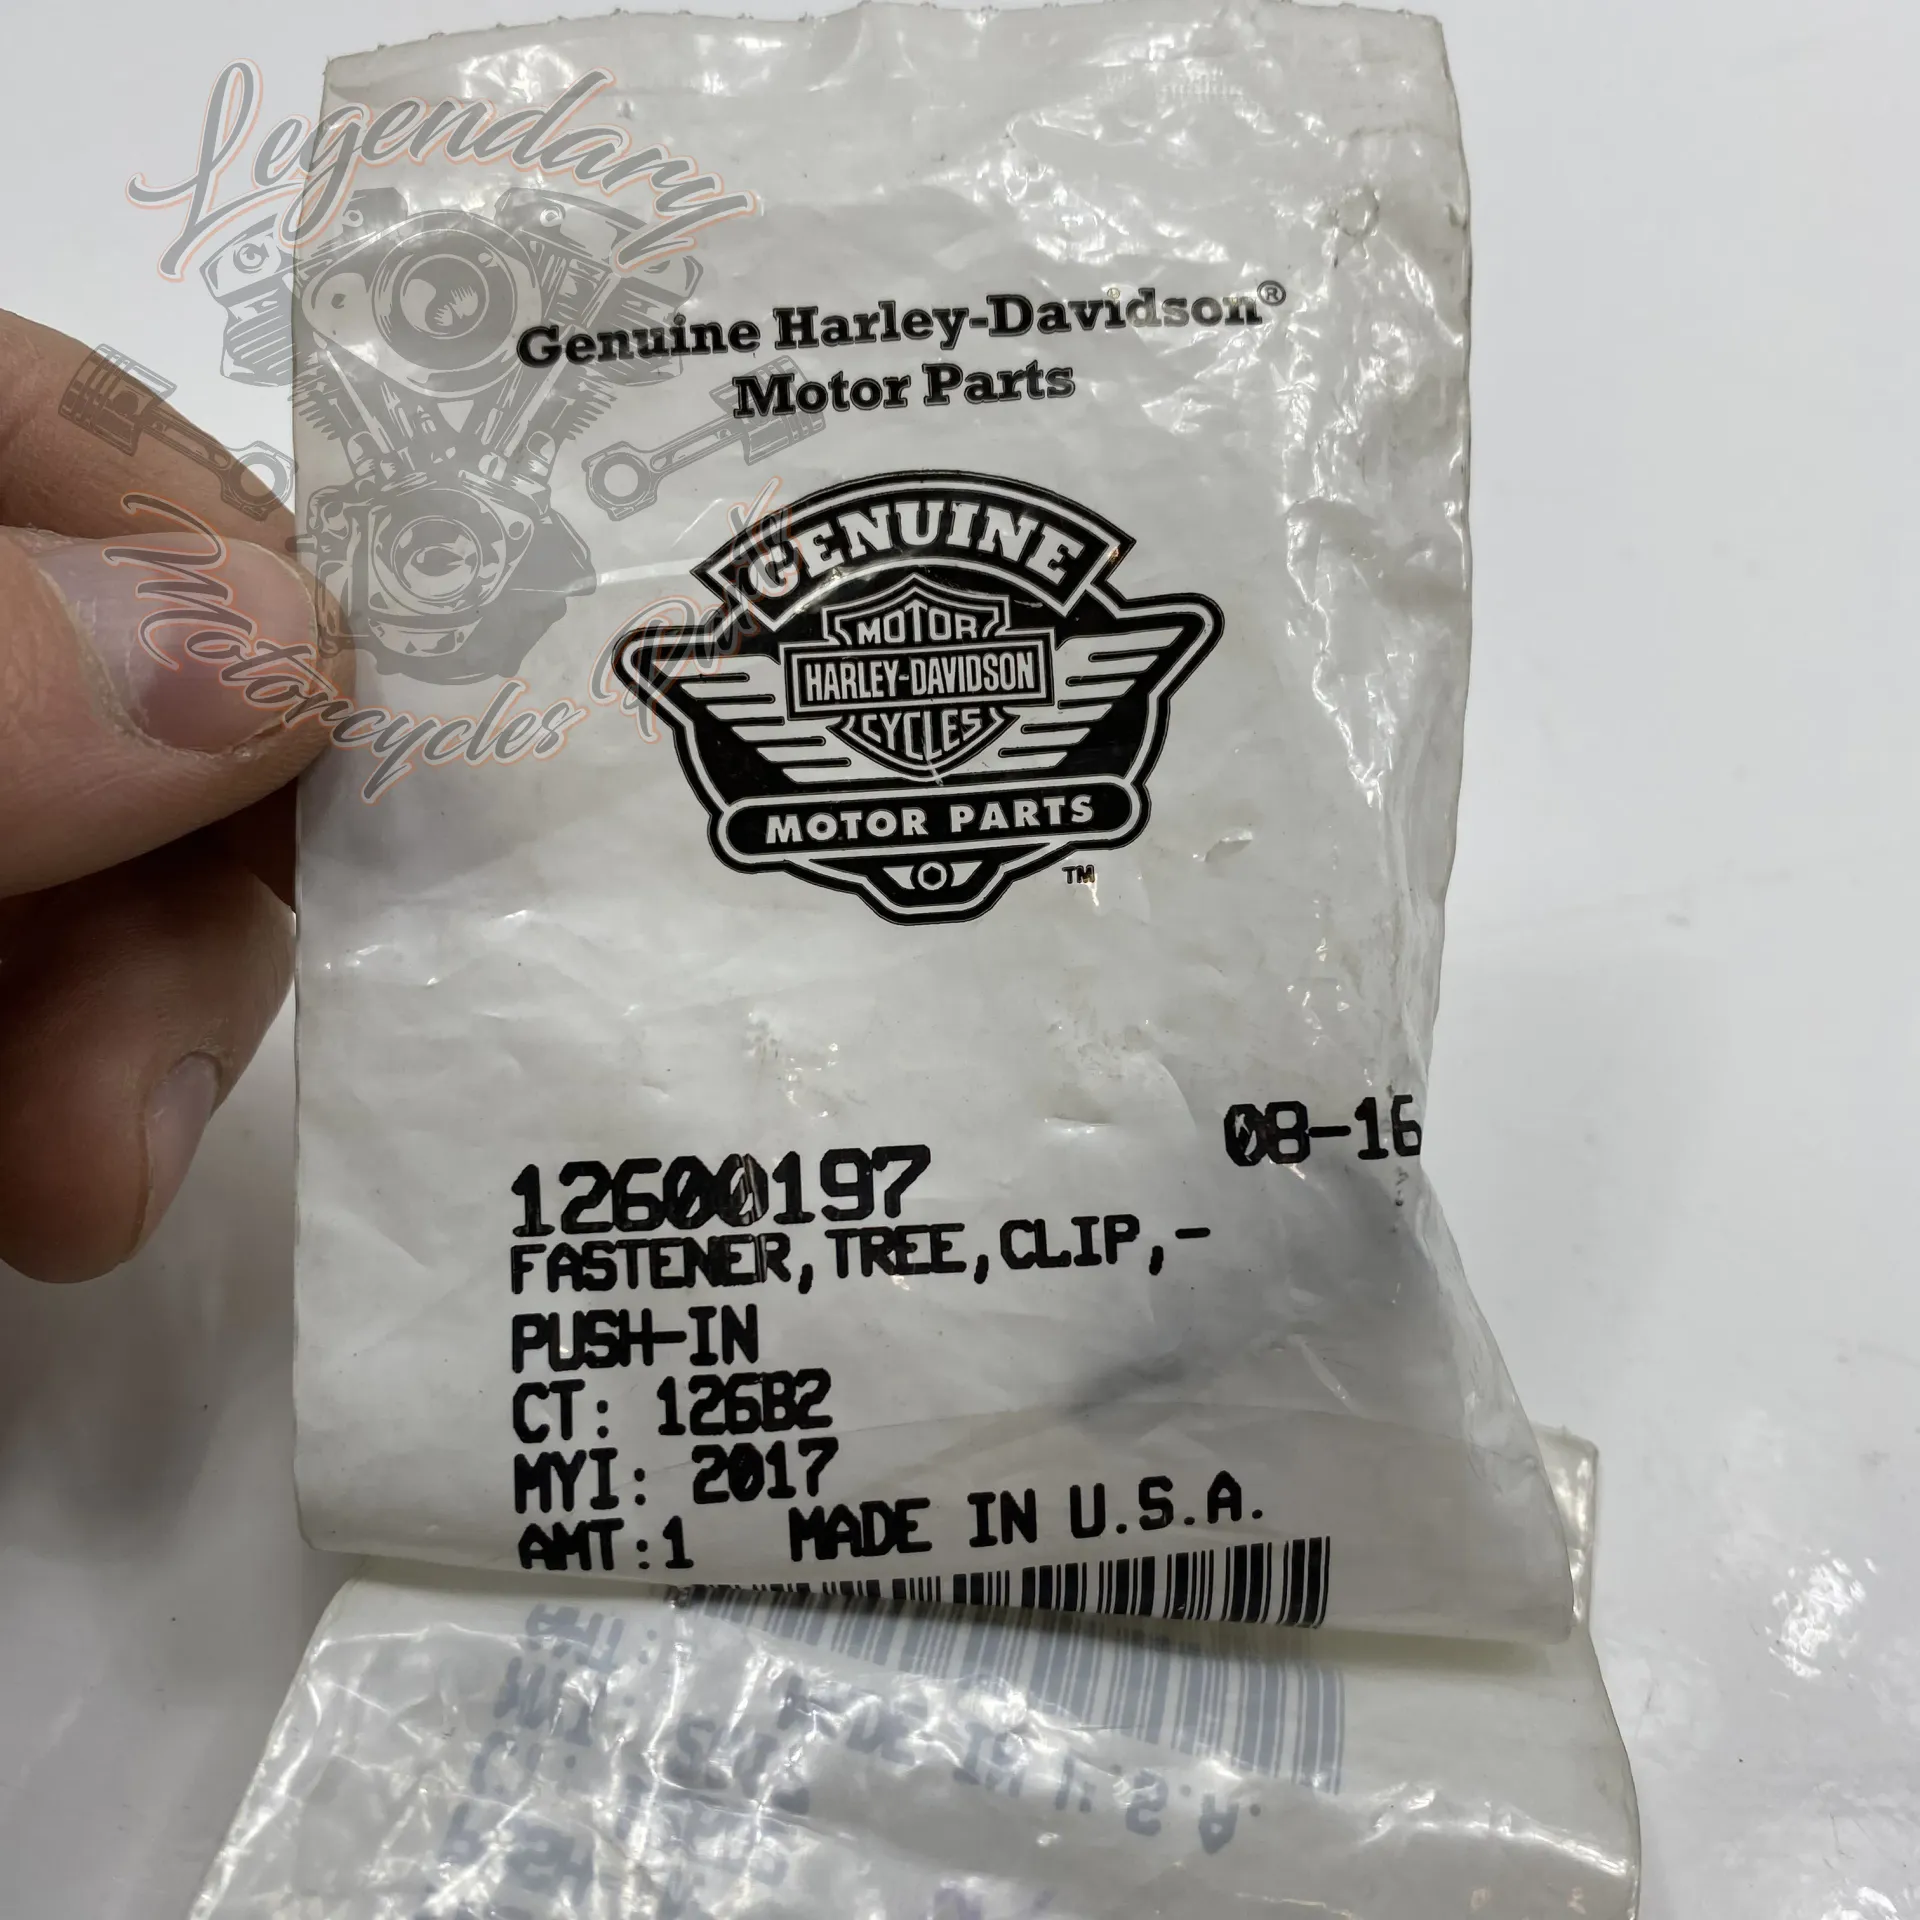 Legendary
Motorcycles Parts
Genuine Harley-Davidson®
Motor Parts
GENUINE
MOTOR
HARLEY-DAVIDSON
CYCLES
MOTOR PARTS
TM
08-16
12600197
FASTENER,TREE,CLIP,-
PUSH-IN
CT: 126B2
MYI: 2017
AMT:1 MADE IN U.S.A.